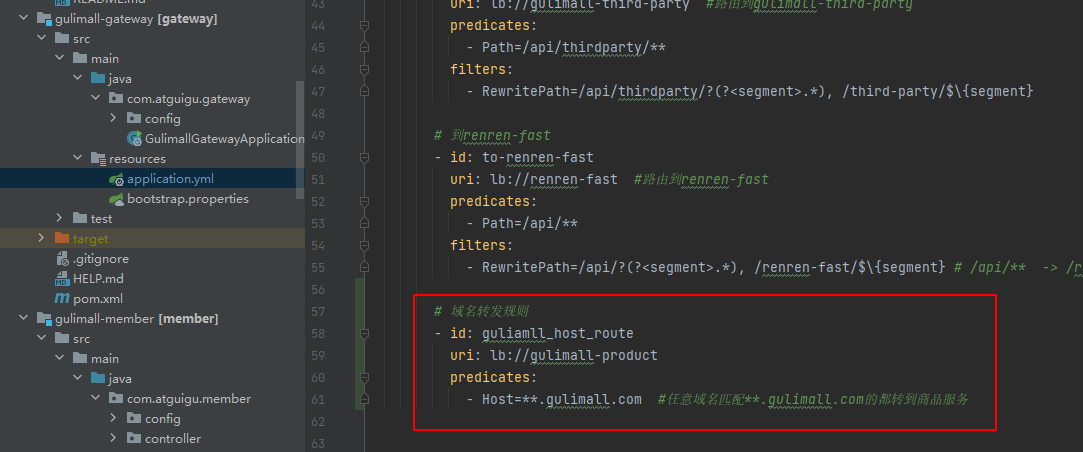 README.md
gulimall-gateway [gateway]
src
main
java
com.atguigu.gateway
config
GulimallGatewayApplication
resources
application.yml
bootstrap.properties
test
target
.gitignore
HELP.md
pom.xml
gulimall-member [member]
src
main
java
com.atguigu.member
config
controller
43 uri: lb://gulimall-third-party #路由到gulimall-third-party
44 predicates:
45 - Path=/api/thirdparty/**
46 filters:
47 - RewritePath=/api/thirdparty/?(?<segment>.*), /third-party/$\{segment}
48
49 # 到renren-fast
50 - id: to-renren-fast
51 uri: lb://renren-fast #路由到renren-fast
52 predicates:
53 - Path=/api/**
54 filters:
55 - RewritePath=/api/?(?<segment>.*), /renren-fast/$\{segment} # /api/** -> /r
56
57 # 域名转发规则
58 - id: guliamll_host_route
59 uri: lb://gulimall-product
60 predicates:
61 - Host=**.gulimall.com #任意域名匹配**.gulimall.com的都转到商品服务
62
63